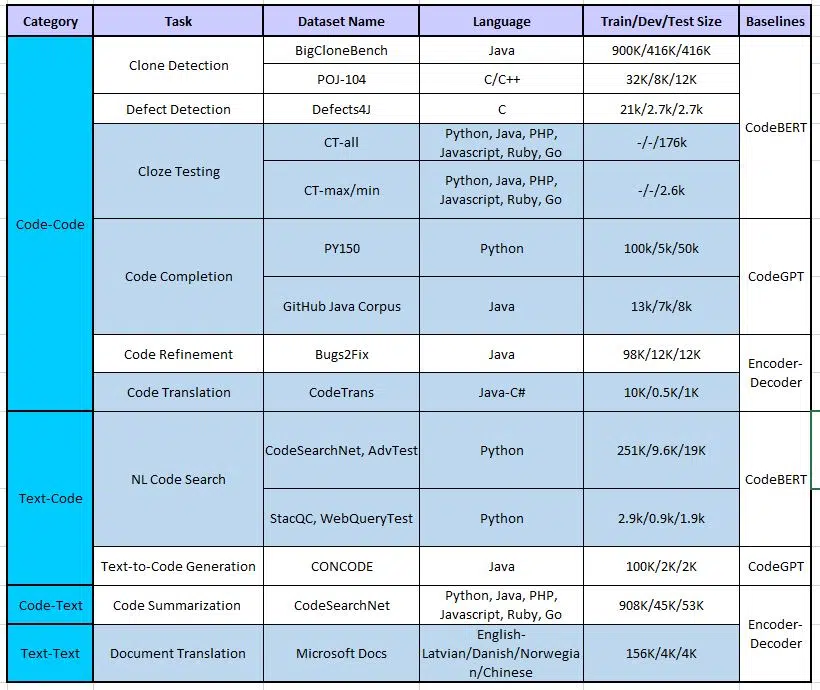 Category Task Dataset Name Language Train/Dev/Test Size Baselines
Code-Code
Clone Detection
BigCloneBench Java 900K/416K/416K
POJ-104 C/C++ 32K/8K/12K
CodeBERT
Defect Detection Defects4J C 21k/2.7k/2.7k
Cloze Testing
CT-all
Python, Java, PHP,
Javascript, Ruby, Go
-/-/176k
CT-max/min
Python, Java, PHP,
Javascript, Ruby, Go
-/-/2.6k
Code Completion
PY150 Python 100k/5k/50k
CodeGPT
GitHub Java Corpus Java 13k/7k/8k
Code Refinement Bugs2Fix Java 98K/12K/12K
Encoder-
Decoder
Code Translation CodeTrans Java-C# 10K/0.5K/1K
Text-Code
NL Code Search
CodeSearchNet, AdvTest Python 251K/9.6K/19K
CodeBERT
StacQC, WebQueryTest Python 2.9k/0.9k/1.9k
Text-to-Code Generation CONCODE Java 100K/2K/2K CodeGPT
Code-Text Code Summarization CodeSearchNet
Python, Java, PHP,
Javascript, Ruby, Go
908K/45K/53K
Encoder-
Decoder
Text-Text Document Translation Microsoft Docs
English-
Latvian/Danish/Norwegia
n/Chinese
156K/4K/4K